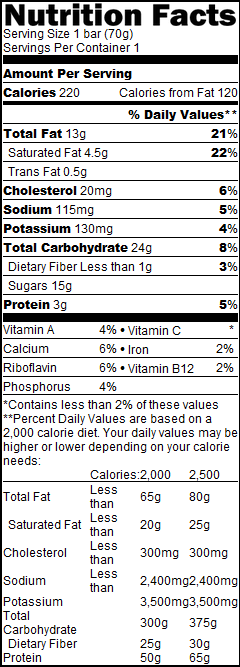 Nutrition Facts
Serving Size 1 bar (70g)
Servings Per Container 1
Amount Per Serving
Calories 220 Calories from Fat 120
% Daily Values**
Total Fat 13g 21%
Saturated Fat 4.5g 22%
Trans Fat 0.5g
Cholesterol 20mg 6%
Sodium 115mg 5%
Potassium 130mg 4%
Total Carbohydrate 24g 8%
Dietary Fiber Less than 1g 3%
Sugars 15g
Protein 3g 5%
Vitamin A 4% • Vitamin C *
Calcium 6% • Iron 2%
Riboflavin 6% • Vitamin B12 2%
Phosphorus 4%
*Contains less than 2% of these values
**Percent Daily Values are based on a
2,000 calorie diet. Your daily values may be
higher or lower depending on your calorie
needs:
Calories: 2,000 2,500
Total Fat Less than 65g 80g
Saturated Fat Less than 20g 25g
Cholesterol Less than 300mg 300mg
Sodium Less than 2,400mg 2,400mg
Potassium 3,500mg 3,500mg
Total Carbohydrate 300g 375g
Dietary Fiber 25g 30g
Protein 50g 65g